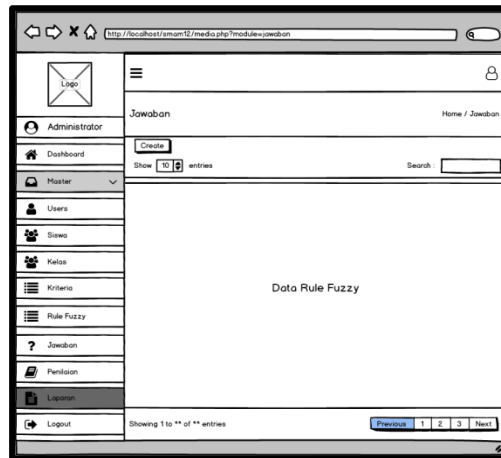 http://localhost/smam12/media.php?module=jawaban
Logo
Administrator
Dashboard
Master
Users
Siswa
Kelas
Kriteria
Rule Fuzzy
Jawaban
Penilaian
Laporan
Logout
Jawaban
Home / Jawaban
Create
Show 10 entries
Search :
Data Rule Fuzzy
Showing 1 to ** of ** entries
Previous 1 2 3 Next